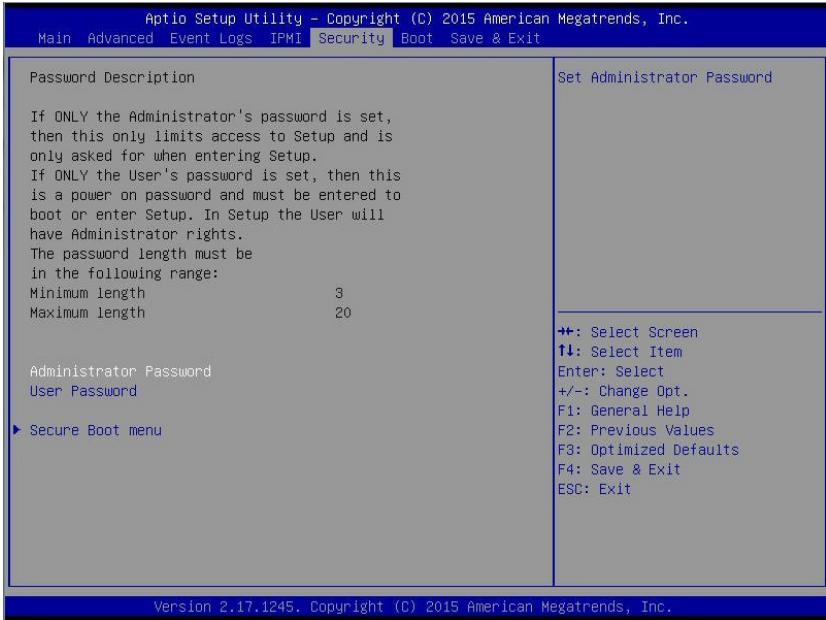 Aptio Setup Utility – Copyright (C) 2015 American Megatrends, Inc.
Main Advanced Event Logs IPMI Security Boot Save & Exit
Password Description
If ONLY the Administrator's password is set,
then this only limits access to Setup and is
only asked for when entering Setup.
If ONLY the User's password is set, then this
is a power on password and must be entered to
boot or enter Setup. In Setup the User will
have Administrator rights.
The password length must be
in the following range:
Minimum length 3
Maximum length 20
Administrator Password
User Password
▶ Secure Boot menu
Set Administrator Password
→←: Select Screen
↑↓: Select Item
Enter: Select
+/-: Change Opt.
F1: General Help
F2: Previous Values
F3: Optimized Defaults
F4: Save & Exit
ESC: Exit
Version 2.17.1245. Copyright (C) 2015 American Megatrends, Inc.